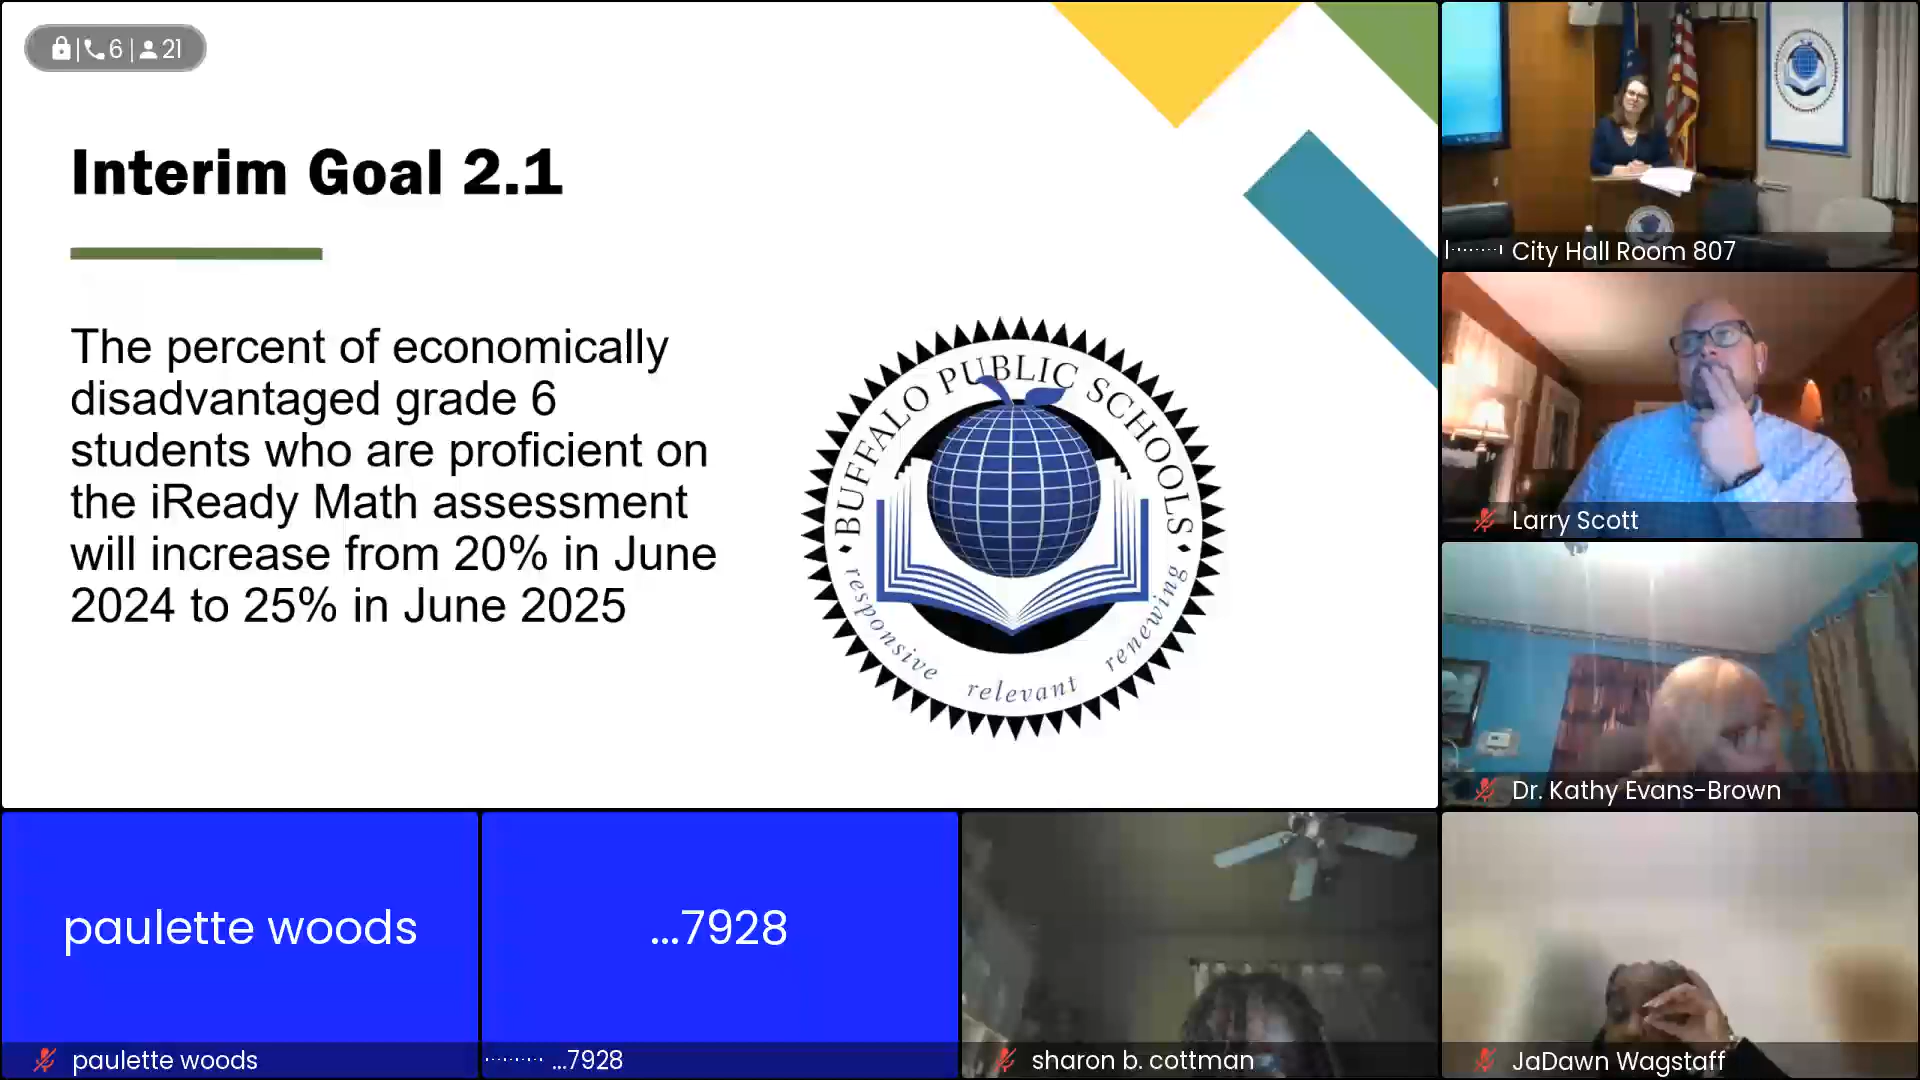 6 21
Interim Goal 2.1
The percent of economically
disadvantaged grade 6
students who are proficient on
the iReady Math assessment
will increase from 20% in June
2024 to 25% in June 2025
BUFFALO PUBLIC SCHOOLS
responsive relevant renewing
City Hall Room 807
Larry Scott
Dr. Kathy Evans-Brown
paulette woods
...7928
paulette woods
...7928
sharon b. cottman
JaDawn Wagstaff